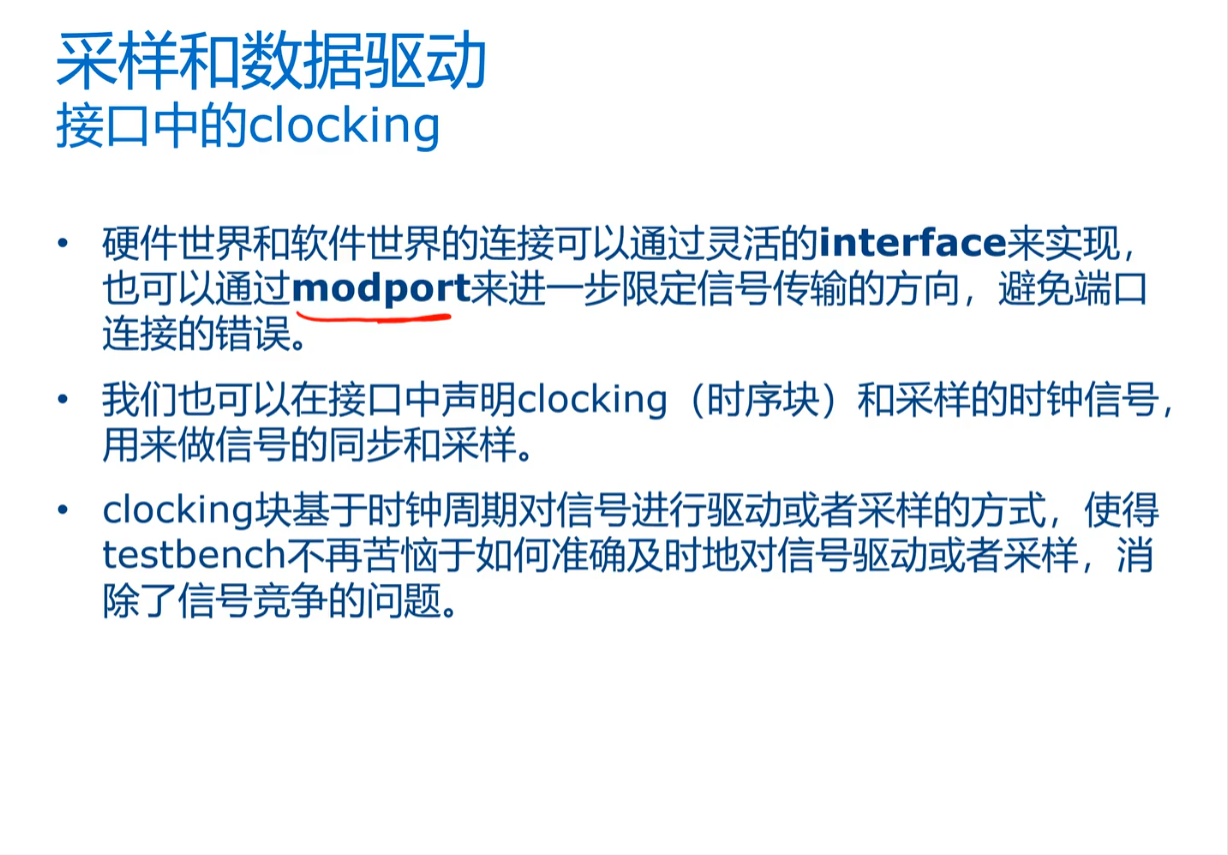 采样和数据驱动
接口中的clocking
• 硬件世界和软件世界的连接可以通过灵活的interface来实现，
也可以通过modport来进一步限定信号传输的方向，避免端口
连接的错误。
• 我们也可以在接口中声明clocking（时序块）和采样的时钟信号，
用来做信号的同步和采样。
• clocking块基于时钟周期对信号进行驱动或者采样的方式，使得
testbench不再苦恼于如何准确及时地对信号驱动或者采样，消
除了信号竞争的问题。